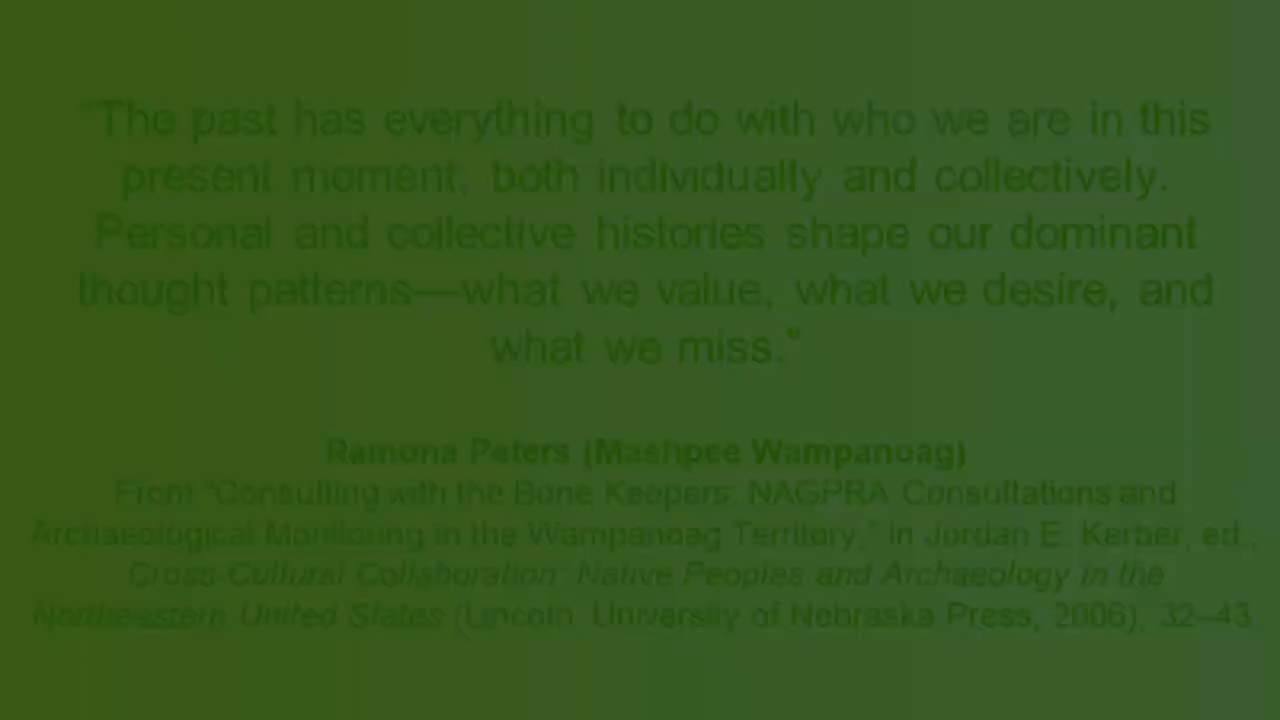 "The past has everything to do with who we are in this
present moment, both individually and collectively.
Personal and collective histories shape our dominant
thought patterns—what we value, what we desire, and
what we miss."
Ramona Peters (Mashpee Wampanoag)
From "Consulting with the Bone Keepers: NAGPRA Consultations and
Archaeological Monitoring in the Wampanoag Territory," in Jordan E. Kerber, ed.,
Cross-Cultural Collaboration: Native Peoples and Archaeology in the
Northeastern United States (Lincoln: University of Nebraska Press, 2006), 32–43